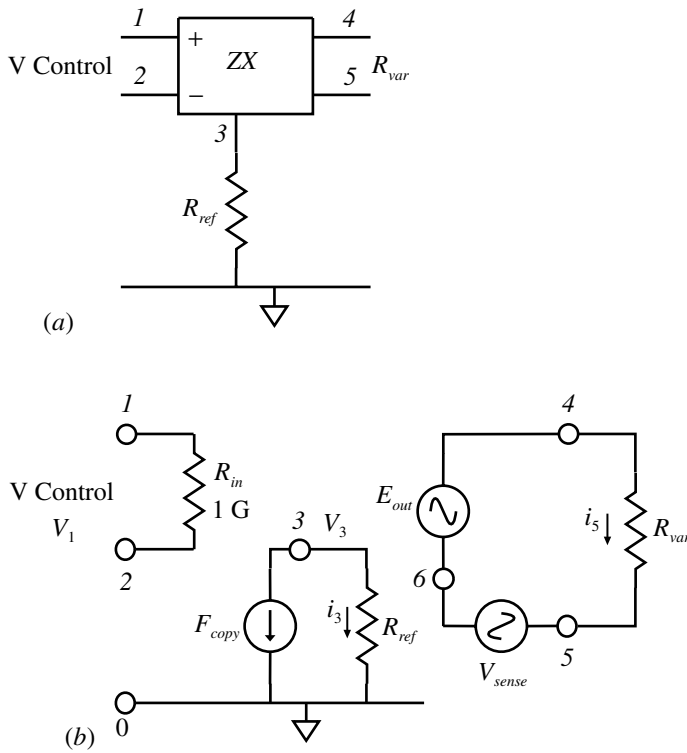 1
4
+
ZX
V Control
R_var
2
5
−
3
R_ref
(a)
1
4
R_in
V Control
1 G
E_out
V_1
i_5
R_var
3
V_3
2
6
F_copy
i_3
R_ref
5
V_sense
0
(b)